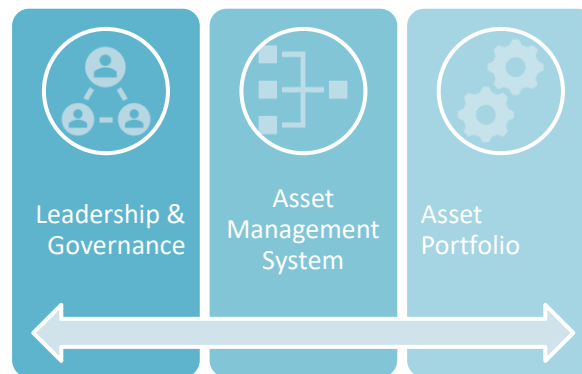 Leadership &
Governance
Asset
Management
System
Asset
Portfolio